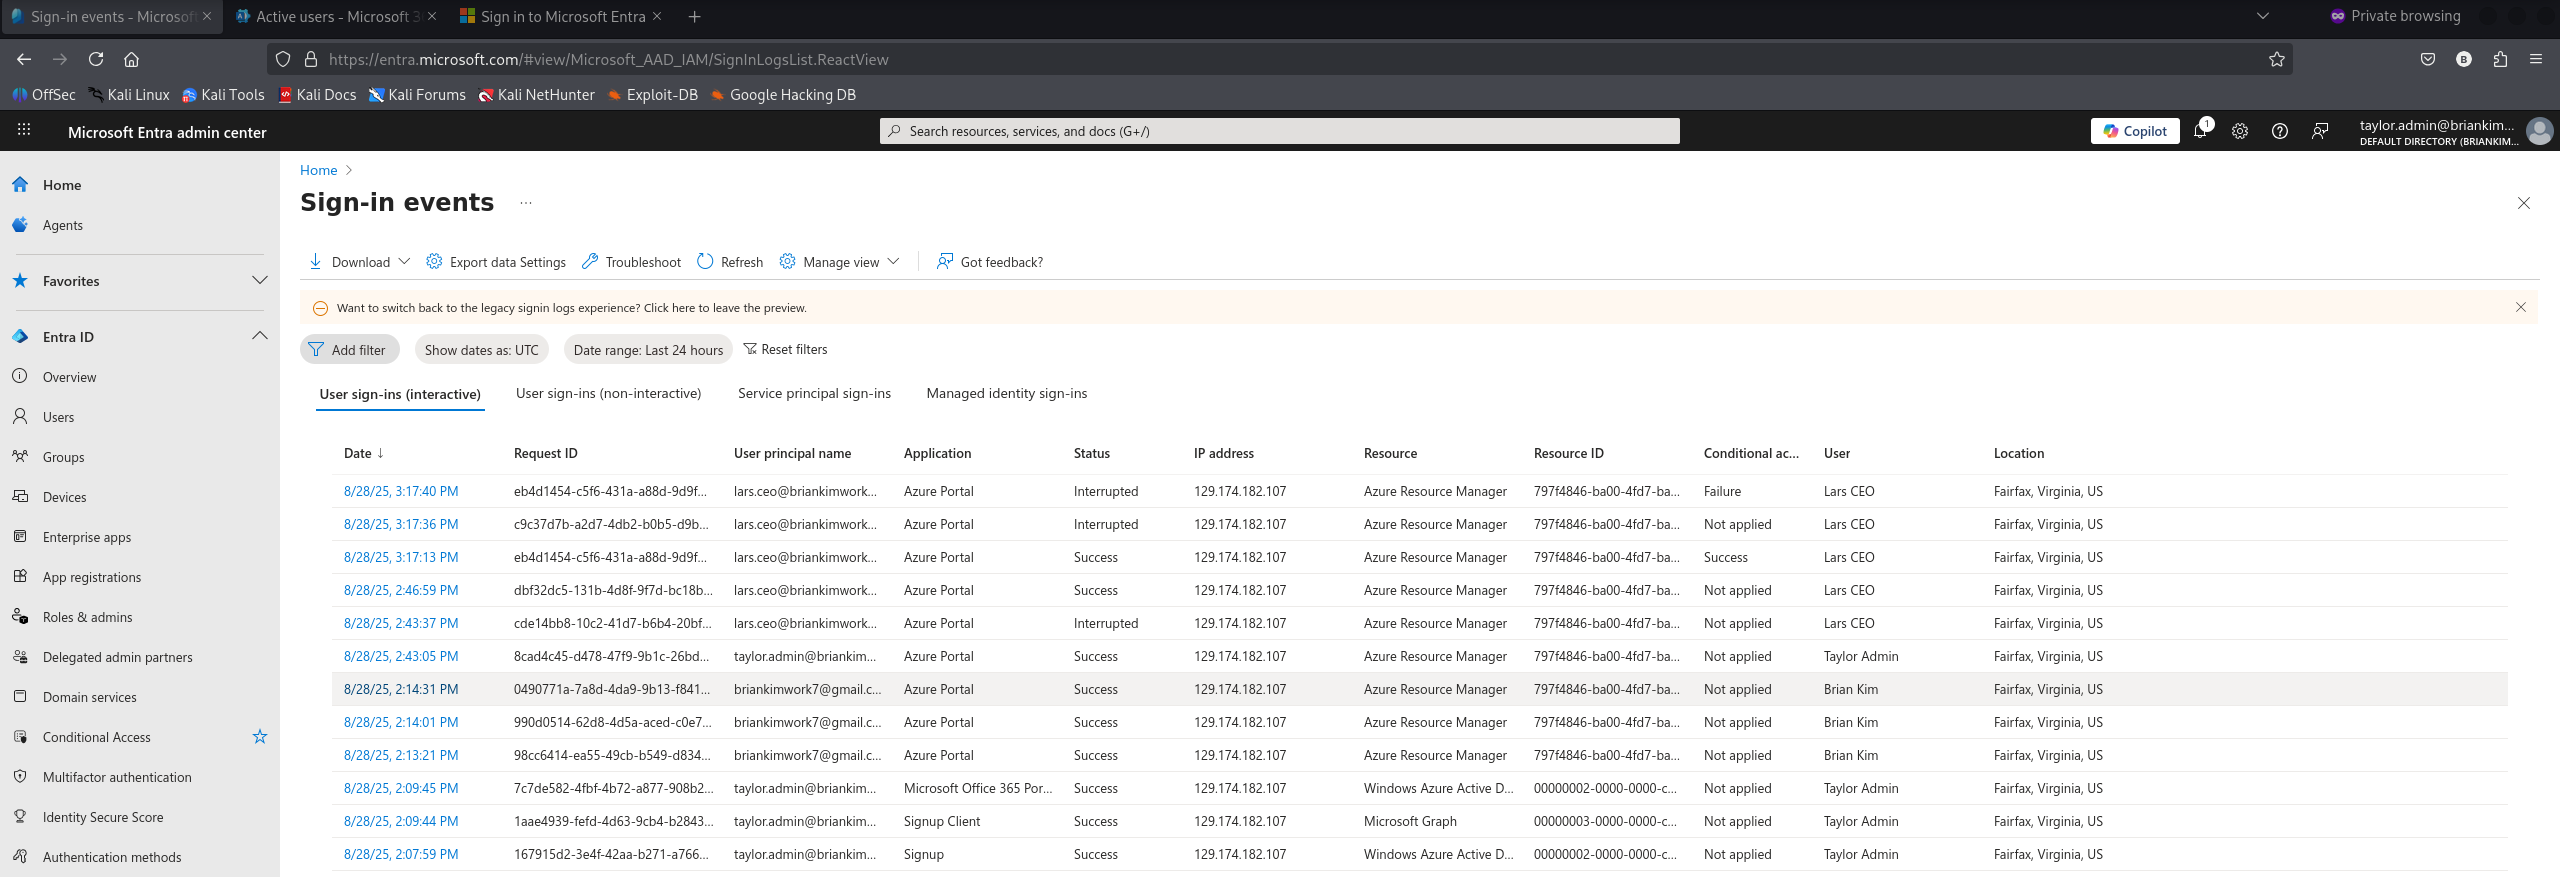 Sign-in events - Microsoft
Active users - Microsoft 3
Sign in to Microsoft Entra
Private browsing
https://entra.microsoft.com/#view/Microsoft_AAD_IAM/SignInLogsList.ReactView
OffSec Kali Linux Kali Tools Kali Docs Kali Forums Kali NetHunter Exploit-DB Google Hacking DB
Microsoft Entra admin center
Search resources, services, and docs (G+/)
Copilot
1
taylor.admin@briankim...
DEFAULT DIRECTORY (BRIANKIM...
Home
Agents
Favorites
Entra ID
Overview
Users
Groups
Devices
Enterprise apps
App registrations
Roles & admins
Delegated admin partners
Domain services
Conditional Access
Multifactor authentication
Identity Secure Score
Authentication methods
Home
Sign-in events ...
Download Export data Settings Troubleshoot Refresh Manage view Got feedback?
Want to switch back to the legacy signin logs experience? Click here to leave the preview.
Add filter Show dates as: UTC Date range: Last 24 hours Reset filters
User sign-ins (interactive) User sign-ins (non-interactive) Service principal sign-ins Managed identity sign-ins
Date ↓ Request ID User principal name Application Status IP address Resource Resource ID Conditional ac... User Location
8/28/25, 3:17:40 PM eb4d1454-c5f6-431a-a88d-9d9f... lars.ceo@briankimwork... Azure Portal Interrupted 129.174.182.107 Azure Resource Manager 797f4846-ba00-4fd7-ba... Failure Lars CEO Fairfax, Virginia, US
8/28/25, 3:17:36 PM c9c37d7b-a2d7-4db2-b0b5-d9b... lars.ceo@briankimwork... Azure Portal Interrupted 129.174.182.107 Azure Resource Manager 797f4846-ba00-4fd7-ba... Not applied Lars CEO Fairfax, Virginia, US
8/28/25, 3:17:13 PM eb4d1454-c5f6-431a-a88d-9d9f... lars.ceo@briankimwork... Azure Portal Success 129.174.182.107 Azure Resource Manager 797f4846-ba00-4fd7-ba... Success Lars CEO Fairfax, Virginia, US
8/28/25, 2:46:59 PM dbf32dc5-131b-4d8f-9f7d-bc18b... lars.ceo@briankimwork... Azure Portal Success 129.174.182.107 Azure Resource Manager 797f4846-ba00-4fd7-ba... Not applied Lars CEO Fairfax, Virginia, US
8/28/25, 2:43:37 PM cde14bb8-10c2-41d7-b6b4-20bf... lars.ceo@briankimwork... Azure Portal Interrupted 129.174.182.107 Azure Resource Manager 797f4846-ba00-4fd7-ba... Not applied Lars CEO Fairfax, Virginia, US
8/28/25, 2:43:05 PM 8cad4c45-d478-47f9-9b1c-26bd... taylor.admin@briankim... Azure Portal Success 129.174.182.107 Azure Resource Manager 797f4846-ba00-4fd7-ba... Not applied Taylor Admin Fairfax, Virginia, US
8/28/25, 2:14:31 PM 0490771a-7a8d-4da9-9b13-f841... briankimwork7@gmail.c... Azure Portal Success 129.174.182.107 Azure Resource Manager 797f4846-ba00-4fd7-ba... Not applied Brian Kim Fairfax, Virginia, US
8/28/25, 2:14:01 PM 990d0514-62d8-4d5a-aced-c0e7... briankimwork7@gmail.c... Azure Portal Success 129.174.182.107 Azure Resource Manager 797f4846-ba00-4fd7-ba... Not applied Brian Kim Fairfax, Virginia, US
8/28/25, 2:13:21 PM 98cc6414-ea55-49cb-b549-d834... briankimwork7@gmail.c... Azure Portal Success 129.174.182.107 Azure Resource Manager 797f4846-ba00-4fd7-ba... Not applied Brian Kim Fairfax, Virginia, US
8/28/25, 2:09:45 PM 7c7de582-4fbf-4b72-a877-908b2... taylor.admin@briankim... Microsoft Office 365 Por... Success 129.174.182.107 Windows Azure Active D... 00000002-0000-0000-c... Not applied Taylor Admin Fairfax, Virginia, US
8/28/25, 2:09:44 PM 1aae4939-fefd-4d63-9cb4-b2843... taylor.admin@briankim... Signup Client Success 129.174.182.107 Microsoft Graph 00000003-0000-0000-c... Not applied Taylor Admin Fairfax, Virginia, US
8/28/25, 2:07:59 PM 167915d2-3e4f-42aa-b271-a766... taylor.admin@briankim... Signup Success 129.174.182.107 Windows Azure Active D... 00000002-0000-0000-c... Not applied Taylor Admin Fairfax, Virginia, US